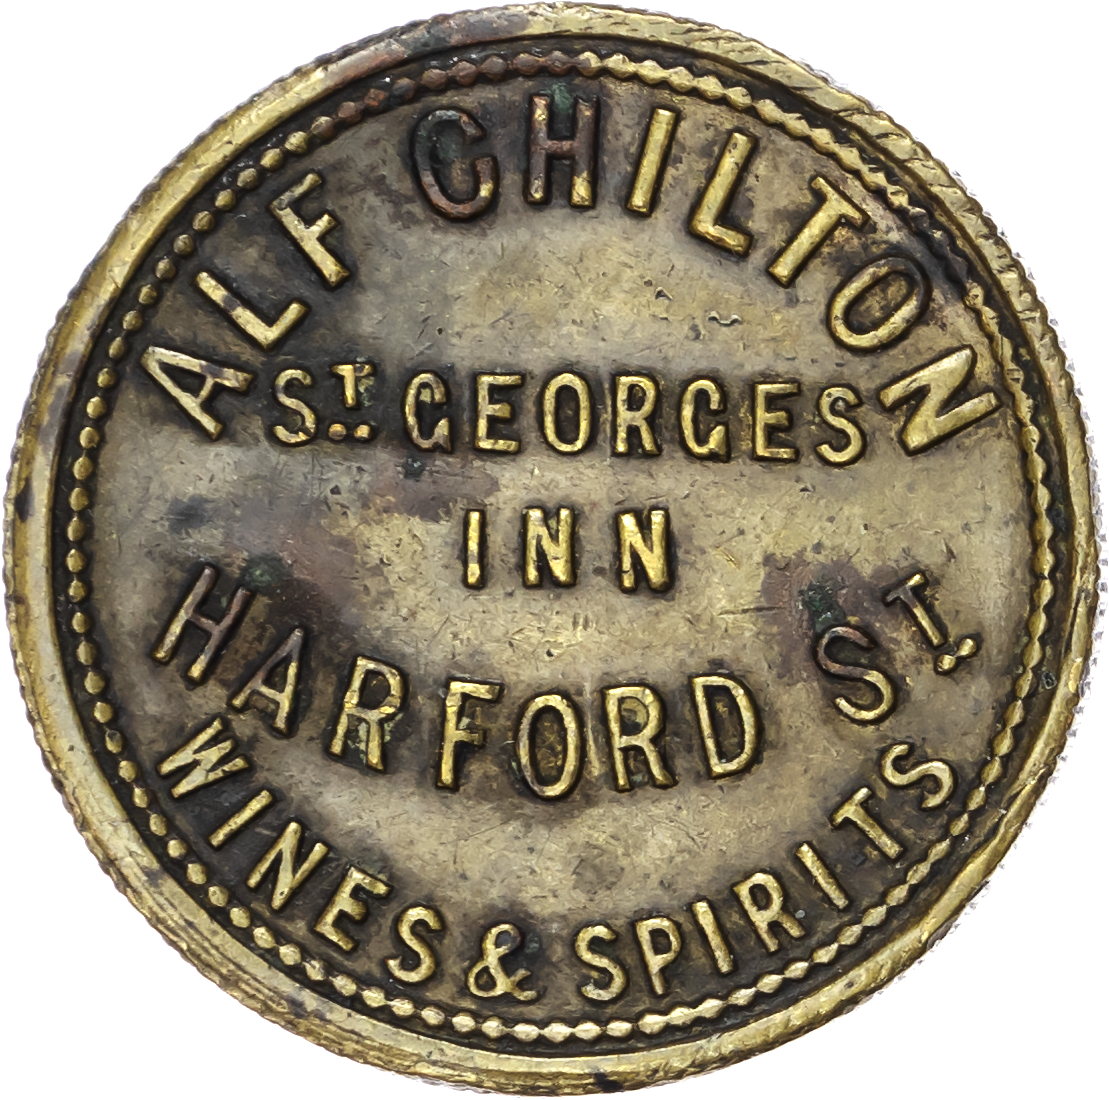 ALF CHILTON
ST. GEORGES
INN
HARFORD ST.
WINES & SPIRITS